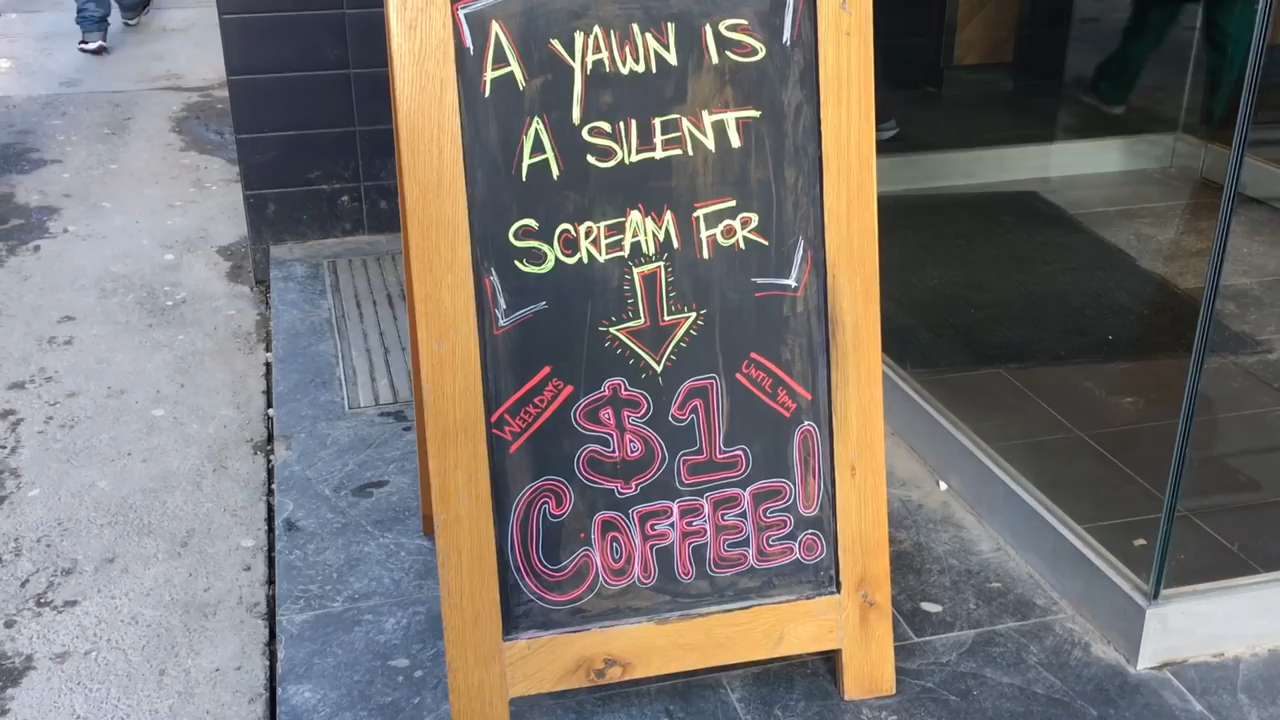 A YAWN IS
A SILENT
SCREAM FOR
WEEKDAYS
UNTIL 4PM
$1
COFFEE!